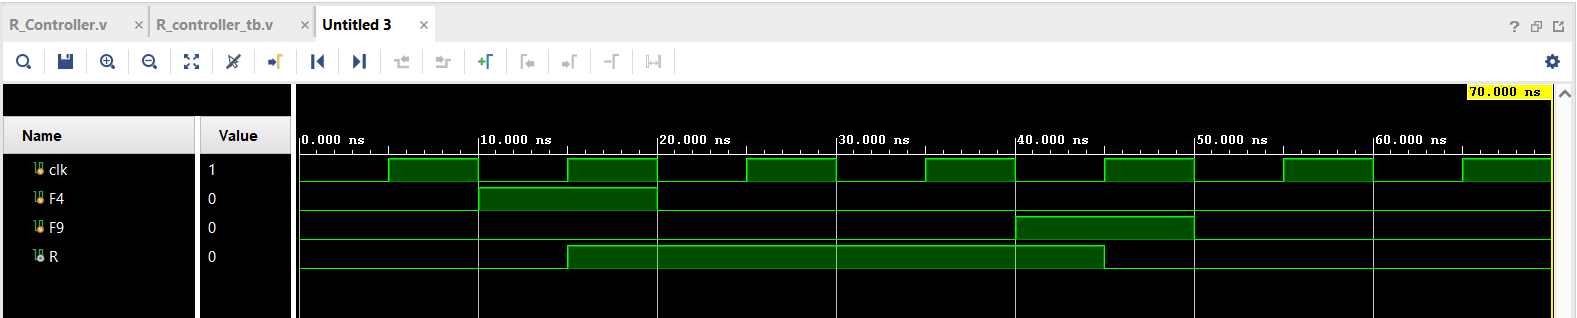 R_Controller.v × R_controller_tb.v × Untitled 3 × ?
70.000 ns
Name Value 0.000 ns 10.000 ns 20.000 ns 30.000 ns 40.000 ns 50.000 ns 60.000 ns
clk 1
F4 0
F9 0
R 0